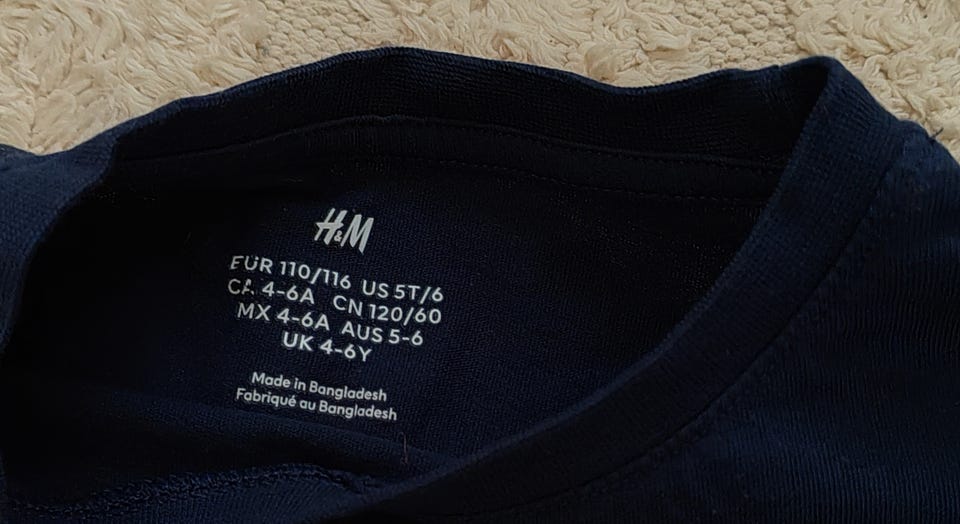 H&M
EUR 110/116 US 5T/6
CA 4-6A CN 120/60
MX 4-6A AUS 5-6
UK 4-6Y
Made in Bangladesh
Fabriqué au Bangladesh